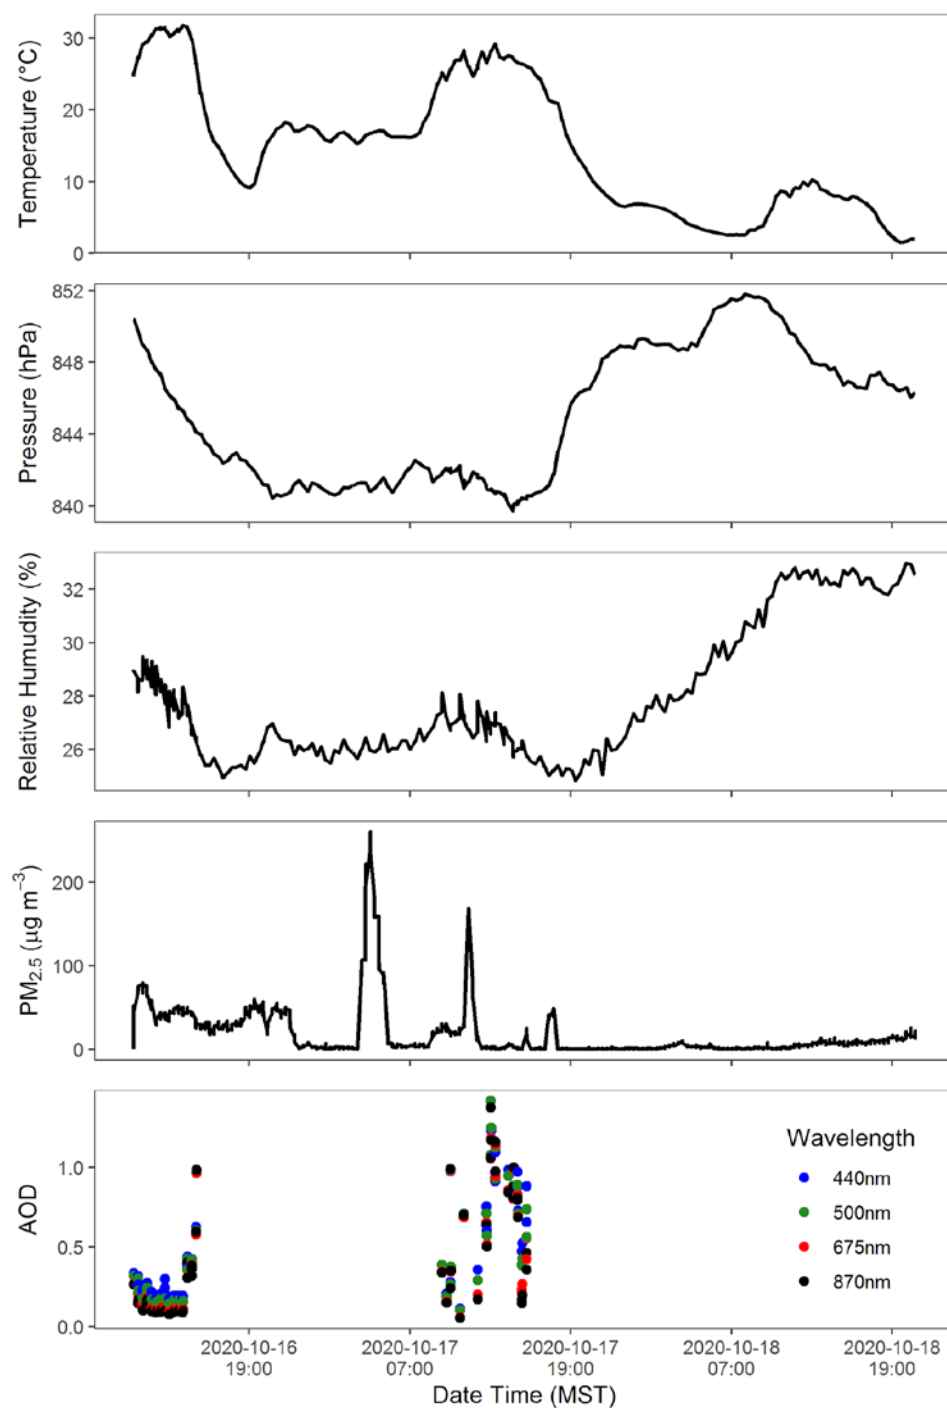 Temperature (°C)
30
20
10
0
Pressure (hPa)
852
848
844
840
Relative Humudity (%)
32
30
28
26
PM2.5 (μg m−3)
200
100
0
AOD
1.0
0.5
0.0
Wavelength
440nm
500nm
675nm
870nm
2020-10-16 2020-10-17 2020-10-17 2020-10-18 2020-10-18
19:00 07:00 19:00 07:00 19:00
Date Time (MST)